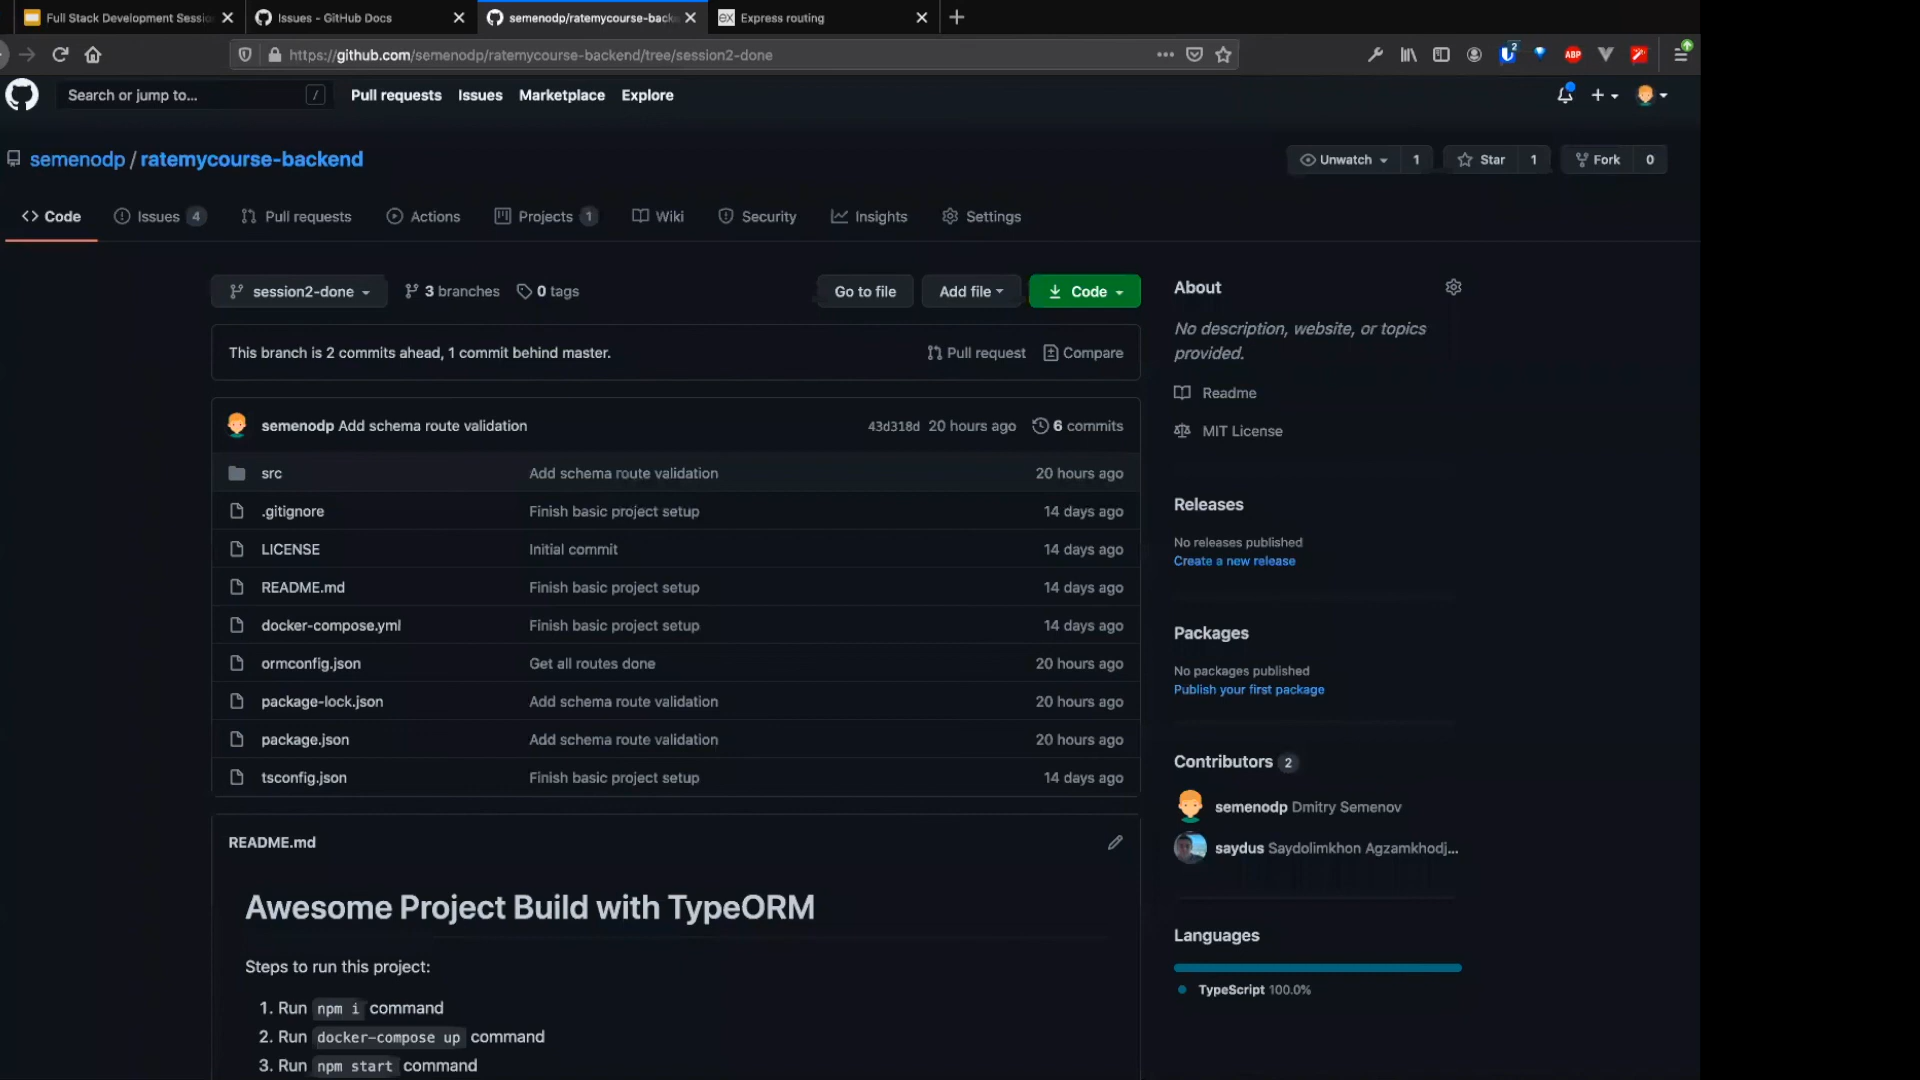 Full Stack Development Sessio
Issues - GitHub Docs
semenodp/ratemycourse-back
ex Express routing
https://github.com/semenodp/ratemycourse-backend/tree/session2-done
2
ABP
Search or jump to... /
Pull requests Issues Marketplace Explore
semenodp / ratemycourse-backend
Unwatch 1 Star 1 Fork 0
Code Issues 4 Pull requests Actions Projects 1 Wiki Security Insights Settings
session2-done 3 branches 0 tags Go to file Add file Code
This branch is 2 commits ahead, 1 commit behind master. Pull request Compare
semenodp Add schema route validation 43d318d 20 hours ago 6 commits
src Add schema route validation 20 hours ago
.gitignore Finish basic project setup 14 days ago
LICENSE Initial commit 14 days ago
README.md Finish basic project setup 14 days ago
docker-compose.yml Finish basic project setup 14 days ago
ormconfig.json Get all routes done 20 hours ago
package-lock.json Add schema route validation 20 hours ago
package.json Add schema route validation 20 hours ago
tsconfig.json Finish basic project setup 14 days ago
README.md
Awesome Project Build with TypeORM
Steps to run this project:
1. Run npm i command
2. Run docker-compose up command
3. Run npm start command
About
No description, website, or topics
provided.
Readme
MIT License
Releases
No releases published
Create a new release
Packages
No packages published
Publish your first package
Contributors 2
semenodp Dmitry Semenov
saydus Saydolimkhon Agzamkhodj...
Languages
TypeScript 100.0%